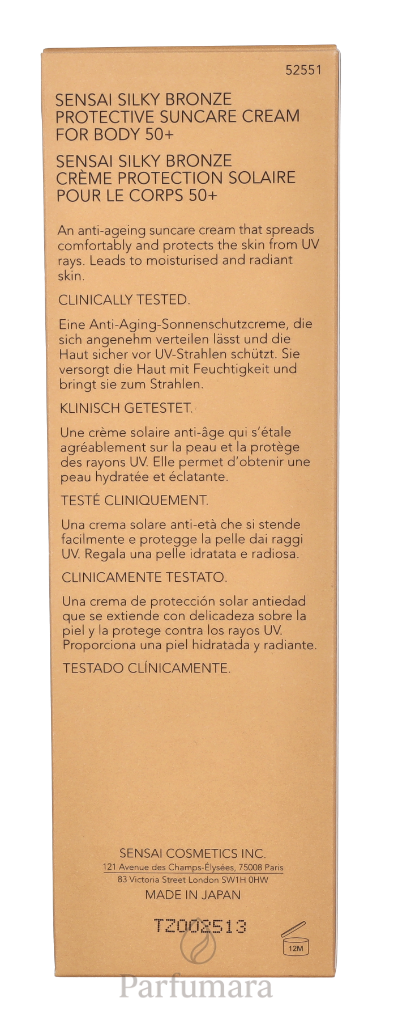 52551
SENSAI SILKY BRONZE
PROTECTIVE SUNCARE CREAM
FOR BODY 50+
SENSAI SILKY BRONZE
CRÈME PROTECTION SOLAIRE
POUR LE CORPS 50+
An anti-ageing suncare cream that spreads
comfortably and protects the skin from UV
rays. Leads to moisturised and radiant
skin.
CLINICALLY TESTED.
Eine Anti-Aging-Sonnenschutzcreme, die
sich angenehm verteilen lässt und die
Haut sicher vor UV-Strahlen schützt. Sie
versorgt die Haut mit Feuchtigkeit und
bringt sie zum Strahlen.
KLINISCH GETESTET.
Une crème solaire anti-âge qui s'étale
agréablement sur la peau et la protège
des rayons UV. Elle permet d'obtenir une
peau hydratée et éclatante.
TESTÉ CLINIQUEMENT.
Una crema solare anti-età che si stende
facilmente e protegge la pelle dai raggi
UV. Regala una pelle idratata e radiosa.
CLINICAMENTE TESTATO.
Una crema de protección solar antiedad
que se extiende con delicadeza sobre la
piel y la protege contra los rayos UV.
Proporciona una piel hidratada y radiante.
TESTADO CLÍNICAMENTE.
SENSAI COSMETICS INC.
121 Avenue des Champs-Élysées, 75008 Paris
83 Victoria Street London SW1H 0HW
MADE IN JAPAN
TZ002513
12M
Parfumara